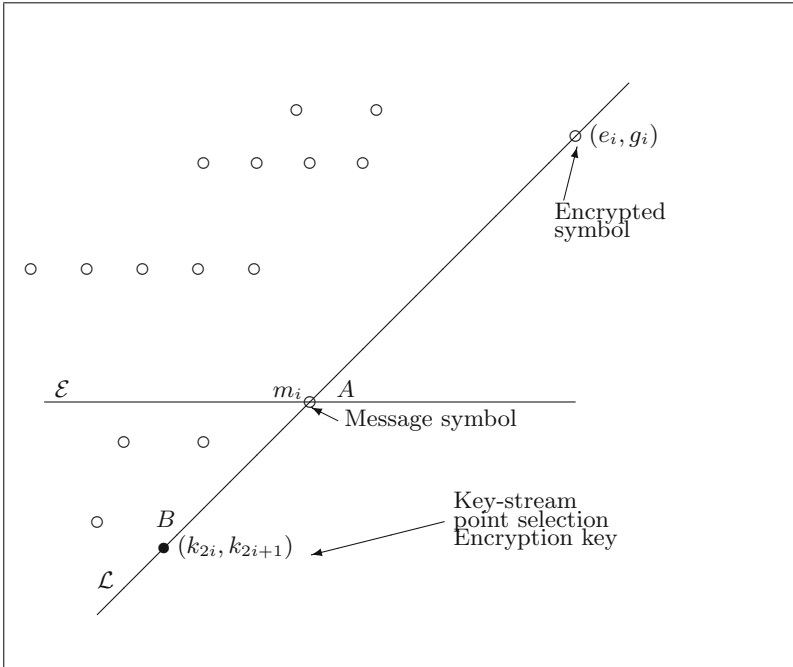 (e_i, g_i)
Encrypted
symbol
ℰ
m_i
A
Message symbol
Key-stream
point selection
Encryption key
B
(k_{2i}, k_{2i+1})
ℒ